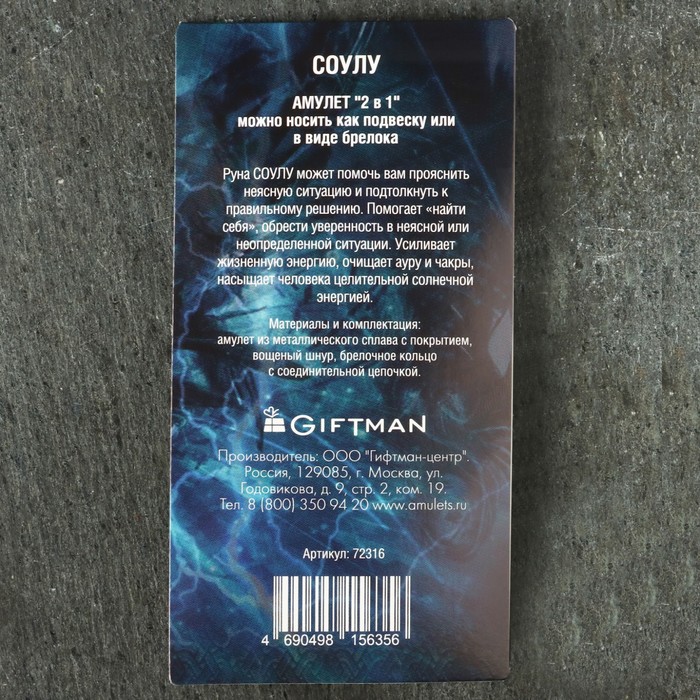 СОУЛУ
АМУЛЕТ "2 в 1"
можно носить как подвеску или
в виде брелока
Руна СОУЛУ может помочь вам прояснить
неясную ситуацию и подтолкнуть к
правильному решению. Помогает «найти
себя», обрести уверенность в неясной или
неопределенной ситуации. Усиливает
жизненную энергию, очищает ауру и чакры,
насыщает человека целительной солнечной
энергией.
Материалы и комплектация:
амулет из металлического сплава с покрытием,
вощеный шнур, брелочное кольцо
с соединительной цепочкой.
GIFTMAN
Производитель: ООО "Гифтман-центр".
Россия, 129085, г. Москва, ул.
Годовикова, д. 9, стр. 2, ком. 19.
Тел. 8 (800) 350 94 20 www.amulets.ru
Артикул: 72316
4 690498 156356